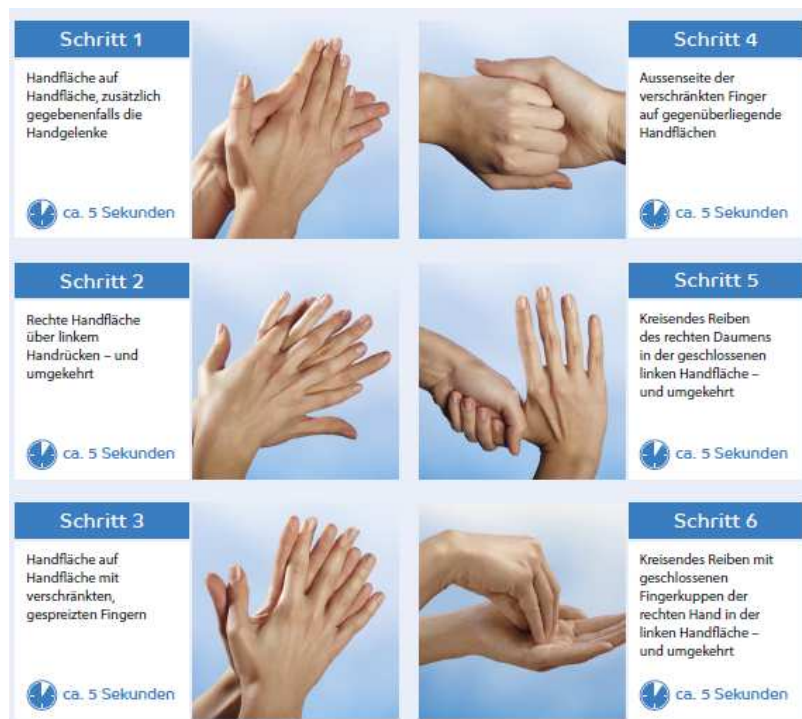 Schritt 1
Handfläche auf
Handfläche, zusätzlich
gegebenenfalls die
Handgelenke
ca. 5 Sekunden
Schritt 2
Rechte Handfläche
über linkem
Handrücken – und
umgekehrt
ca. 5 Sekunden
Schritt 3
Handfläche auf
Handfläche mit
verschränkten,
gespreizten Fingern
ca. 5 Sekunden
Schritt 4
Aussenseite der
verschränkten Finger
auf gegenüberliegende
Handflächen
ca. 5 Sekunden
Schritt 5
Kreisendes Reiben
des rechten Daumens
in der geschlossenen
linken Handfläche –
und umgekehrt
ca. 5 Sekunden
Schritt 6
Kreisendes Reiben mit
geschlossenen
Fingerkuppen der
rechten Hand in der
linken Handfläche –
und umgekehrt
ca. 5 Sekunden